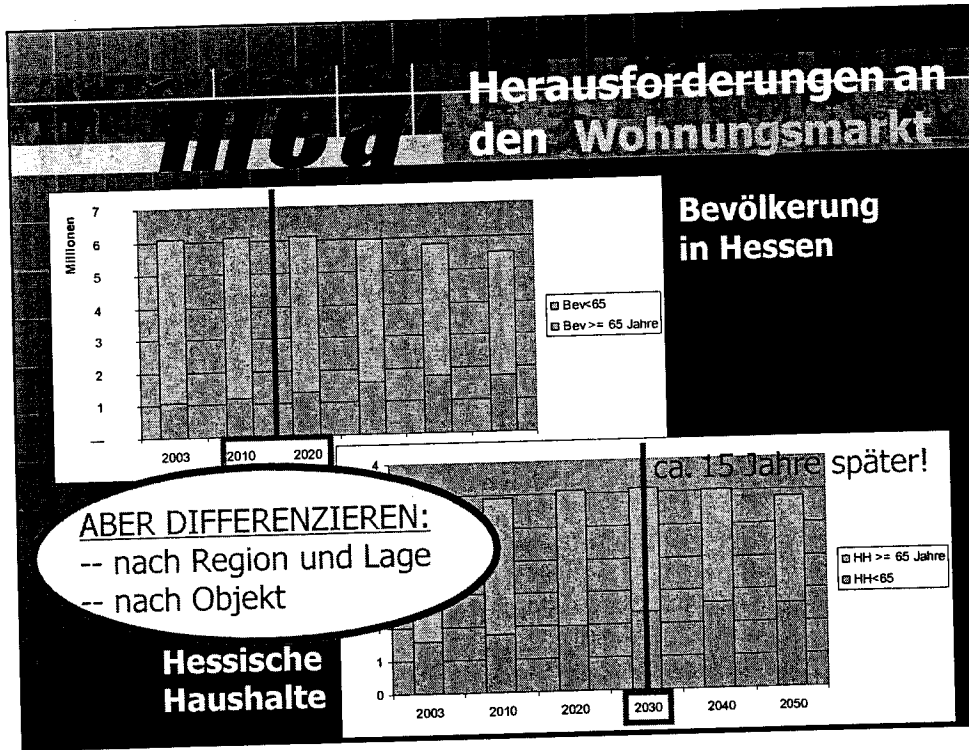 Herausforderungen an
den Wohnungsmarkt
Bevölkerung
in Hessen
Millionen
7
6
5
4
3
2
1
2003 2010 2020
Bev<65
Bev>= 65 Jahre
ca. 15 Jahre später!
ABER DIFFERENZIEREN:
-- nach Region und Lage
-- nach Objekt
Hessische
Haushalte
4
1
0
2003 2010 2020 2030 2040 2050
HH >= 65 Jahre
HH<65